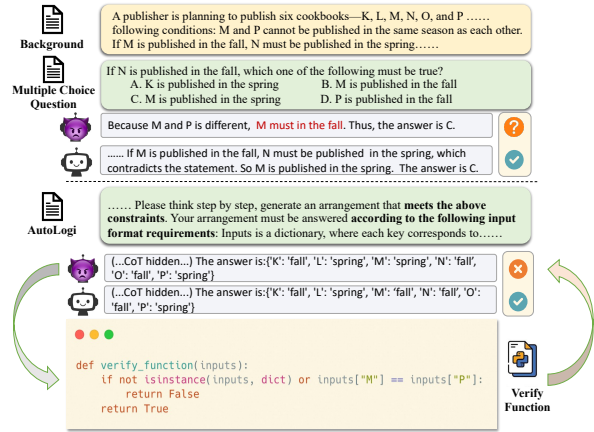 Background
A publisher is planning to publish six cookbooks—K, L, M, N, O, and P ……
following conditions: M and P cannot be published in the same season as each other.
If M is published in the fall, N must be published in the spring……
Multiple Choice
Question
If N is published in the fall, which one of the following must be true?
A. K is published in the spring B. M is published in the fall
C. M is published in the spring D. P is published in the fall
Because M and P is different, M must in the fall. Thus, the answer is C.
?
…… If M is published in the fall, N must be published in the spring, which
contradicts the statement. So M is published in the spring. The answer is C.
AutoLogi
…… Please think step by step, generate an arrangement that meets the above
constraints. Your arrangement must be answered according to the following input
format requirements: Inputs is a dictionary, where each key corresponds to……
(...CoT hidden...) The answer is:{'K': 'fall', 'L': 'spring', 'M': 'spring', 'N': 'fall',
'O': 'fall', 'P': 'spring'}
(...CoT hidden...) The answer is:{'K': 'fall', 'L': 'spring', 'M': 'fall', 'N': 'fall', 'O':
'fall', 'P': 'spring'}
def verify_function(inputs):
if not isinstance(inputs, dict) or inputs["M"] == inputs["P"]:
return False
return True
Verify
Function